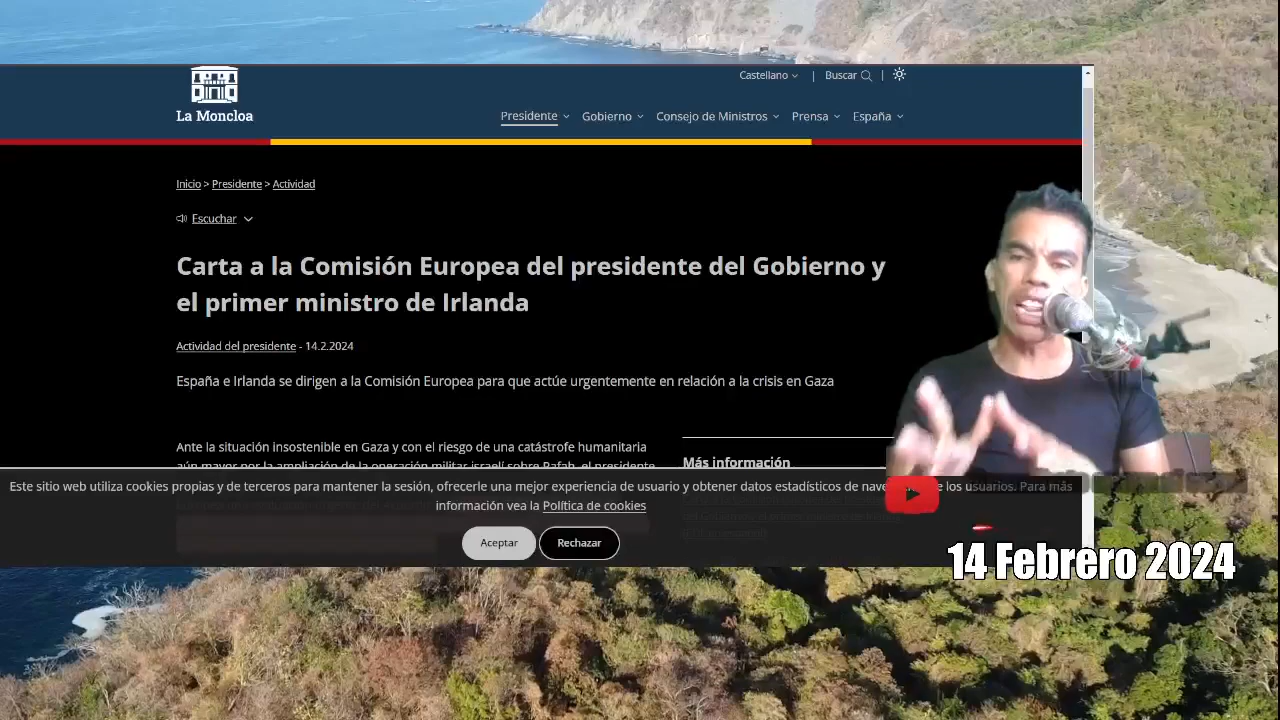 Castellano
Buscar
La Moncloa
Presidente
Gobierno
Consejo de Ministros
Prensa
España
Inicio > Presidente > Actividad
Escuchar
Carta a la Comisión Europea del presidente del Gobierno y
el primer ministro de Irlanda
Actividad del presidente - 14.2.2024
España e Irlanda se dirigen a la Comisión Europea para que actúe urgentemente en relación a la crisis en Gaza
Ante la situación insostenible en Gaza y con el riesgo de una catástrofe humanitaria
aún mayor por la ampliación de la operación militar israelí sobre Rafah, el presidente
Más información
Este sitio web utiliza cookies propias y de terceros para mantener la sesión, ofrecerle una mejor experiencia de usuario y obtener datos estadísticos de los usuarios. Para más
información vea la Política de cookies
Aceptar
Rechazar
14 Febrero 2024